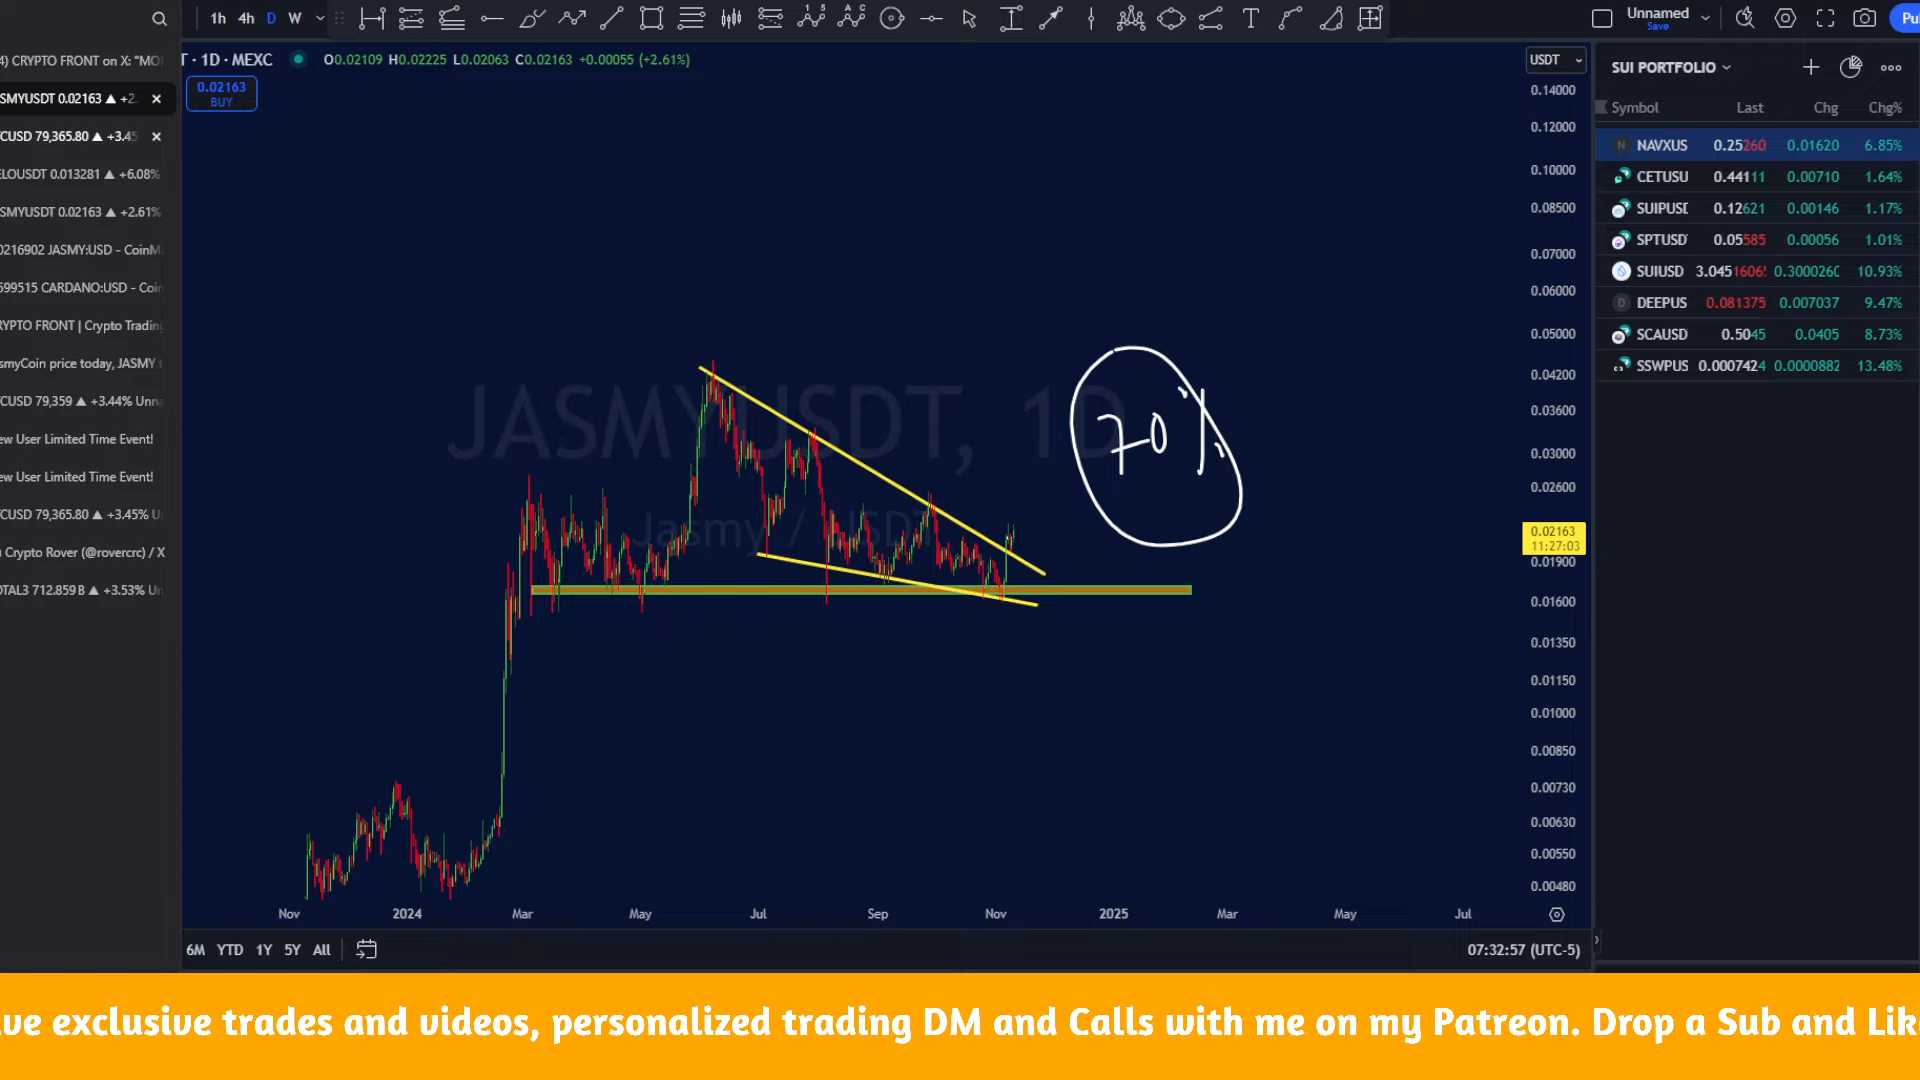 1h 4h D W
Unnamed
Save
Pu
4) CRYPTO FRONT on X: "MO
SMYUSDT 0.02163 ▲ +2.
CUSD 79,365.80 ▲ +3.45
ELOUSDT 0.013281 ▲ +6.08%
SMYUSDT 0.02163 ▲ +2.61%
0216902 JASMY:USD - CoinM
599515 CARDANO:USD - Coin
RYPTO FRONT | Crypto Trading
smyCoin price today, JASMY t
CUSD 79,359 ▲ +3.44% Unn
ew User Limited Time Event!
ew User Limited Time Event!
CUSD 79,365.80 ▲ +3.45% U
) Crypto Rover (@rovercrc) / X
OTAL3 712.859 B ▲ +3.53% Un
T · 1D · MEXC O0.02109 H0.02225 L0.02063 C0.02163 +0.00055 (+2.61%)
0.02163
BUY
JASMYUSDT, 1D
Jasmy / USDT
70%
USDT
0.14000
0.12000
0.10000
0.08500
0.07000
0.06000
0.05000
0.04200
0.03600
0.03000
0.02600
0.02163
11:27:03
0.01900
0.01600
0.01350
0.01150
0.01000
0.00850
0.00730
0.00630
0.00550
0.00480
Nov 2024 Mar May Jul Sep Nov 2025 Mar May Jul
6M YTD 1Y 5Y All
07:32:57 (UTC-5)
SUI PORTFOLIO
Symbol Last Chg Chg%
N NAVXUS 0.25260 0.01620 6.85%
CETUSU 0.44111 0.00710 1.64%
SUIPUSD 0.12621 0.00146 1.17%
SPTUSD 0.05585 0.00056 1.01%
SUIUSD 3.0451606 0.3000260 10.93%
D DEEPUS 0.081375 0.007037 9.47%
SCAUSD 0.5045 0.0405 8.73%
SSWPUS 0.0007424 0.0000882 13.48%
ve exclusive trades and videos, personalized trading DM and Calls with me on my Patreon. Drop a Sub and Lik